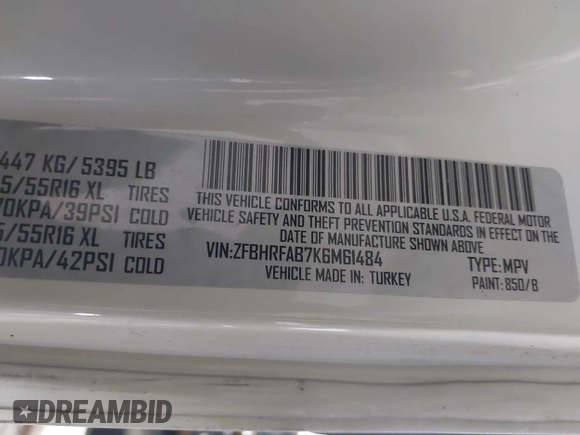 447 KG/ 5395 LB
5/55R16 XL TIRES
0KPA/39PSI COLD
5/55R16 XL TIRES
0KPA/42PSI COLD
THIS VEHICLE CONFORMS TO ALL APPLICABLE U.S.A. FEDERAL MOTOR
VEHICLE SAFETY AND THEFT PREVENTION STANDARDS IN EFFECT ON THE
DATE OF MANUFACTURE SHOWN ABOVE.
VIN:ZFBHRFAB7K6M61484 TYPE: MPV
VEHICLE MADE IN: TURKEY PAINT: 850/B
DREAMBID